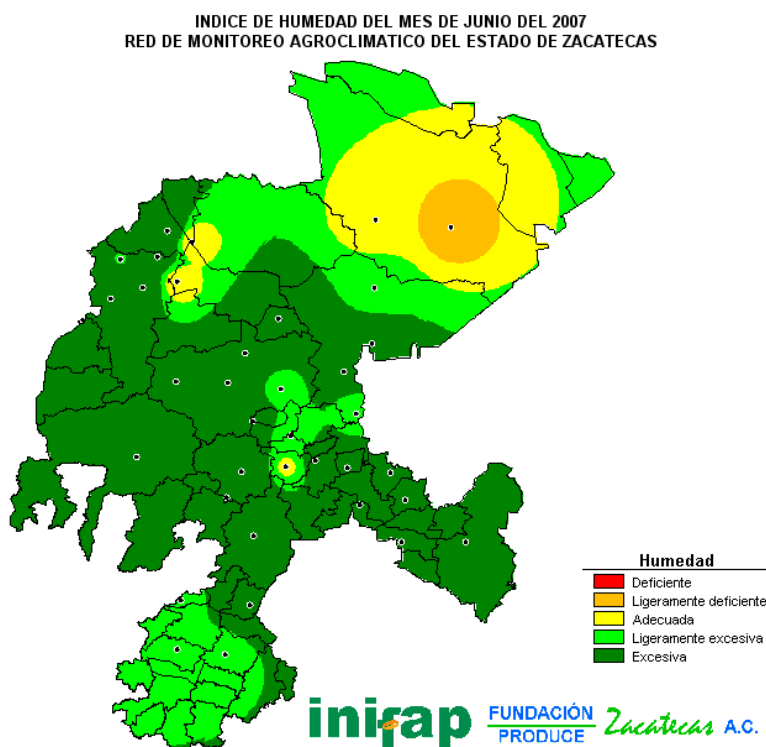 INDICE DE HUMEDAD DEL MES DE JUNIO DEL 2007
RED DE MONITOREO AGROCLIMATICO DEL ESTADO DE ZACATECAS
Humedad
Deficiente
Ligeramente deficiente
Adecuada
Ligeramente excesiva
Excesiva
inifap
FUNDACIÓN
PRODUCE
Zacatecas A.C.